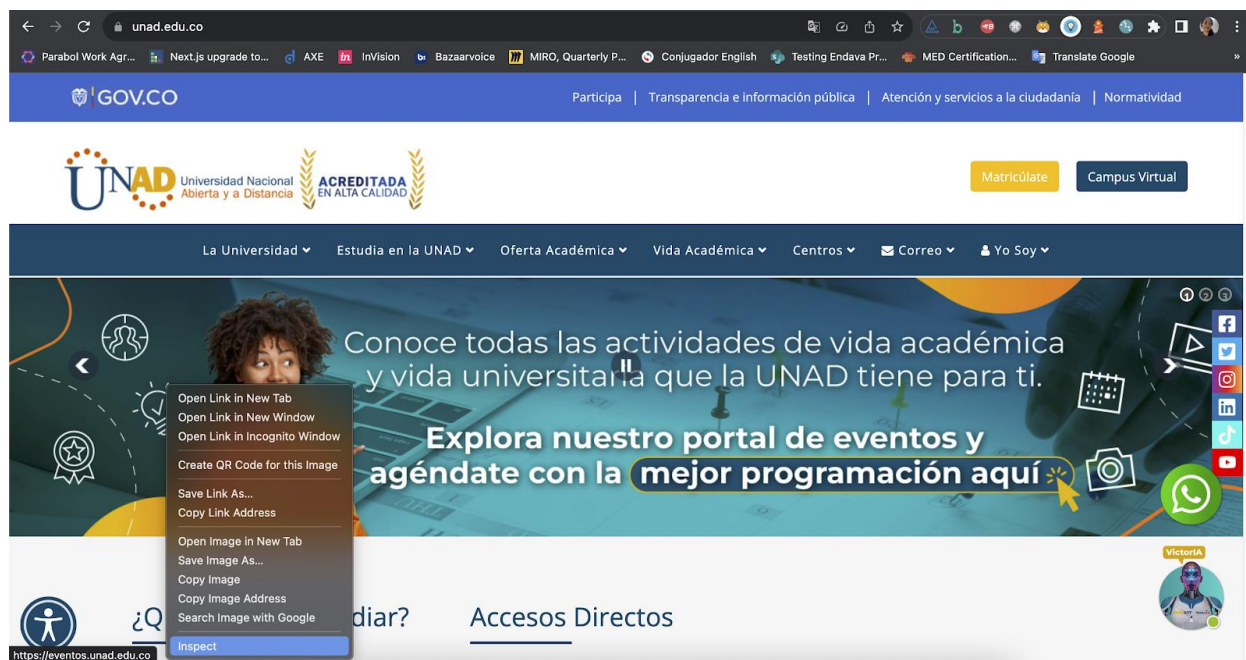 unad.edu.co
Parabol Work Agr... Next.js upgrade to... AXE InVision Bazaarvoice MIRO, Quarterly P... Conjugador English Testing Endava Pr... MED Certification... Translate Google »
GOV.CO Participa | Transparencia e información pública | Atención y servicios a la ciudadanía | Normatividad
UNAD Universidad Nacional
Abierta y a Distancia
ACREDITADA
EN ALTA CALIDAD
Matricúlate Campus Virtual
La Universidad Estudia en la UNAD Oferta Académica Vida Académica Centros Correo Yo Soy
1 2 3
Conoce todas las actividades de vida académica
y vida universitaria que la UNAD tiene para ti.
Explora nuestro portal de eventos y
agéndate con la mejor programación aquí
Open Link in New Tab
Open Link in New Window
Open Link in Incognito Window
Create QR Code for this Image
Save Link As...
Copy Link Address
Open Image in New Tab
Save Image As...
Copy Image
Copy Image Address
Search Image with Google
Inspect
VictorIA
¿Q diar? Accesos Directos
https://eventos.unad.edu.co